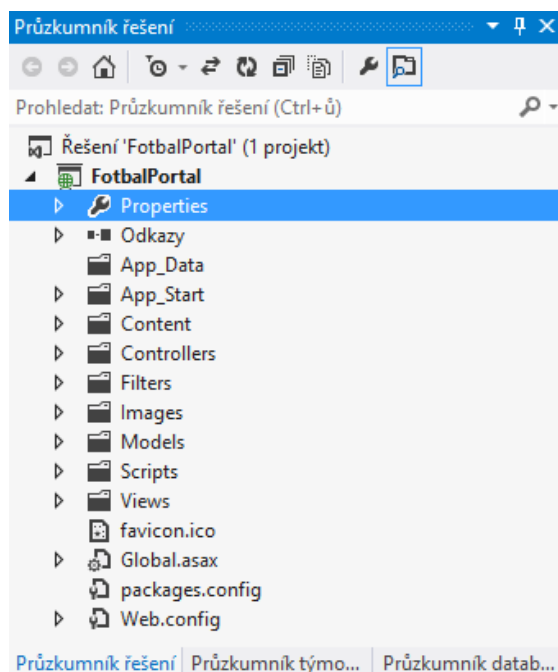 Průzkumník řešení
Prohledat: Průzkumník řešení (Ctrl+ů)
Řešení 'FotbalPortal' (1 projekt)
FotbalPortal
Properties
Odkazy
App_Data
App_Start
Content
Controllers
Filters
Images
Models
Scripts
Views
favicon.ico
Global.asax
packages.config
Web.config
Průzkumník řešení Průzkumník týmo... Průzkumník datab...